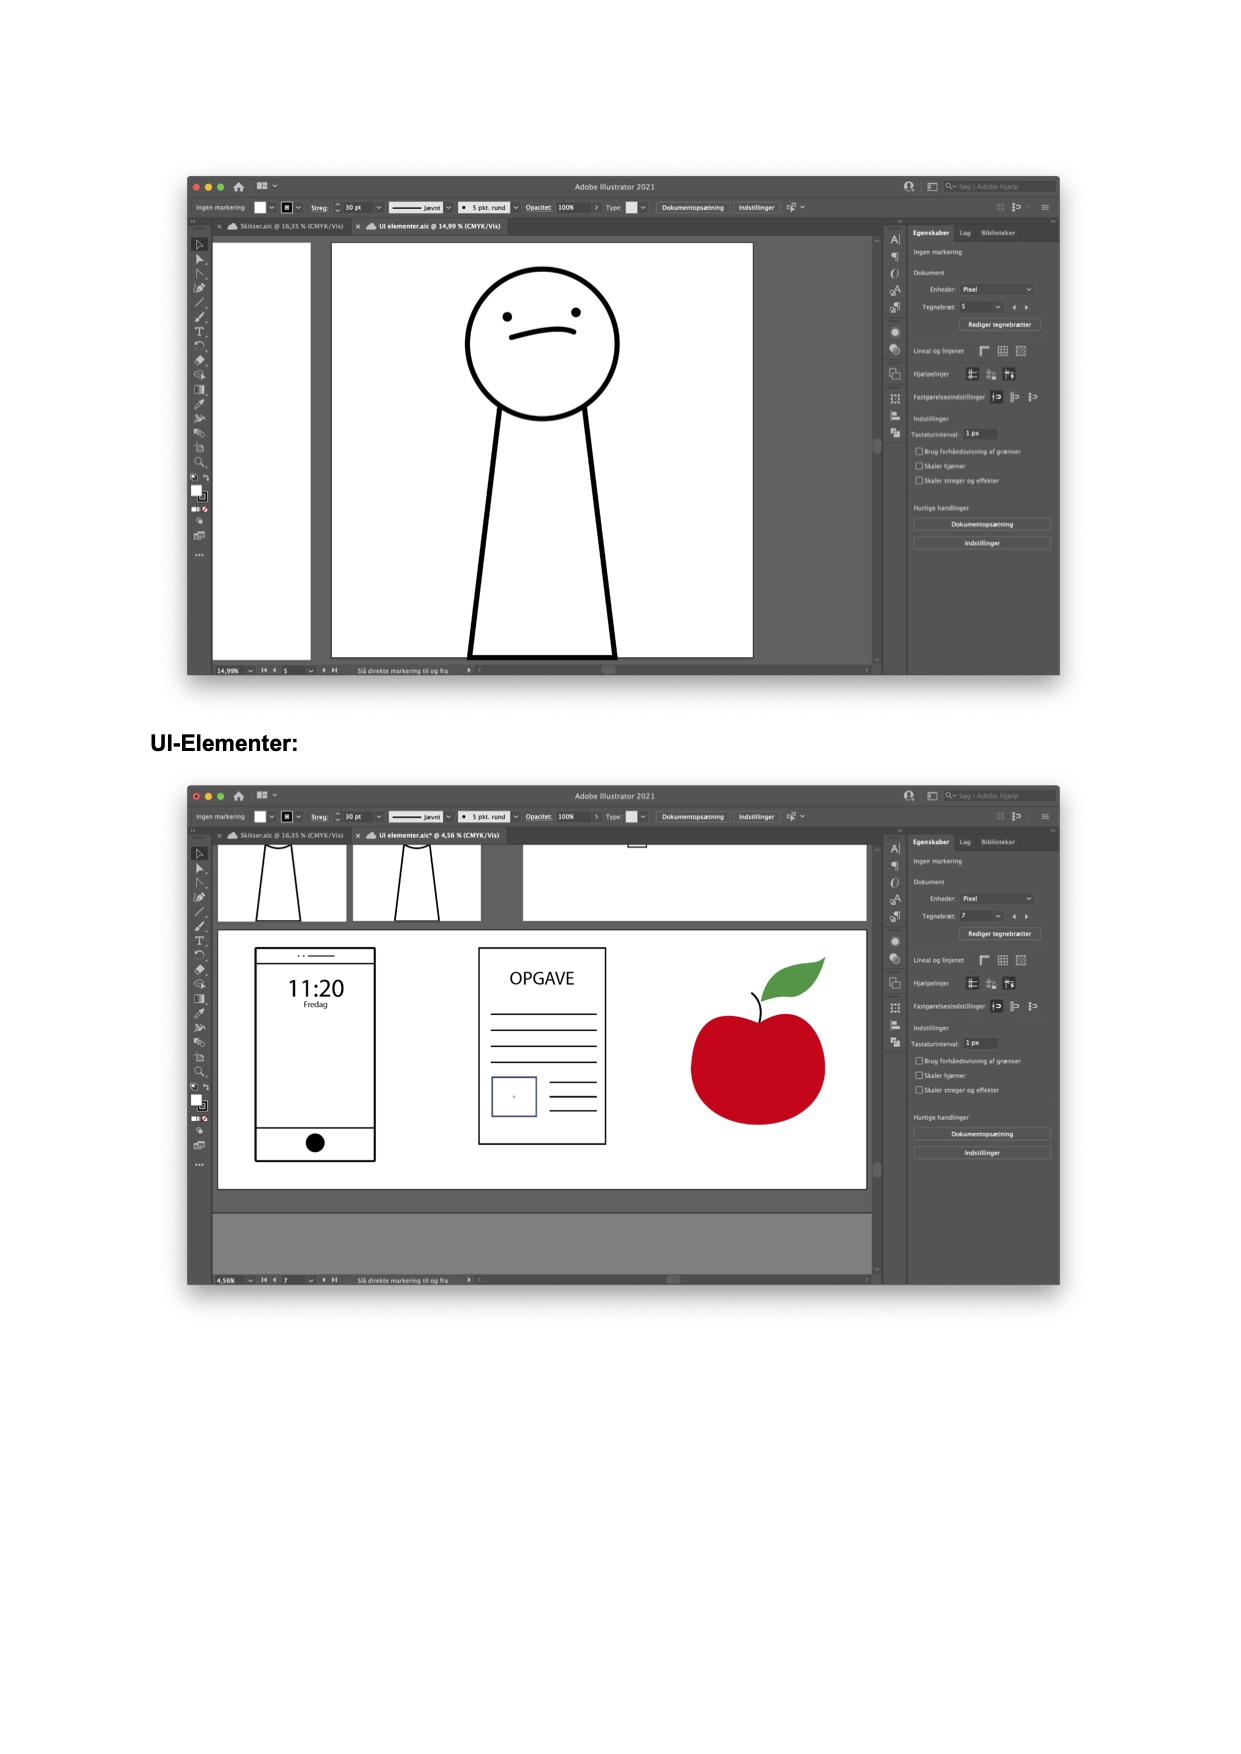 Adobe Illustrator 2021
Søg i Adobe Hjælp
Ingen markering Streg: 30 pt Jævnt 5 pkt. rund Opacitet: 100% Type: Dokumentopsætning Indstillinger
× Skitser.aic @ 16,35 % (CMYK/Vis) × UI elementer.aic @ 14,99 % (CMYK/Vis)
Egenskaber Lag Biblioteker
Ingen markering
Dokument
Enheder: Pixel
Tegnebræt: 5
Rediger tegnebrætter
Lineal og linjenet
Hjælpelinjer
Fastgørelsesindstillinger
Indstillinger
Tastaturinterval: 1 px
Brug forhåndsvisning af grænser
Skaler hjørner
Skaler streger og effekter
Hurtige handlinger
Dokumentopsætning
Indstillinger
14,99% 5 Slå direkte markering til og fra
UI-Elementer:
Adobe Illustrator 2021
Søg i Adobe Hjælp
Ingen markering Streg: 30 pt Jævnt 5 pkt. rund Opacitet: 100% Type: Dokumentopsætning Indstillinger
× Skitser.aic @ 16,35 % (CMYK/Vis) × UI elementer.aic* @ 4,56 % (CMYK/Vis)
Egenskaber Lag Biblioteker
Ingen markering
Dokument
Enheder: Pixel
Tegnebræt: 7
Rediger tegnebrætter
Lineal og linjenet
Hjælpelinjer
Fastgørelsesindstillinger
Indstillinger
Tastaturinterval: 1 px
Brug forhåndsvisning af grænser
Skaler hjørner
Skaler streger og effekter
Hurtige handlinger
Dokumentopsætning
Indstillinger
11:20
Fredag
OPGAVE
4,56% 7 Slå direkte markering til og fra